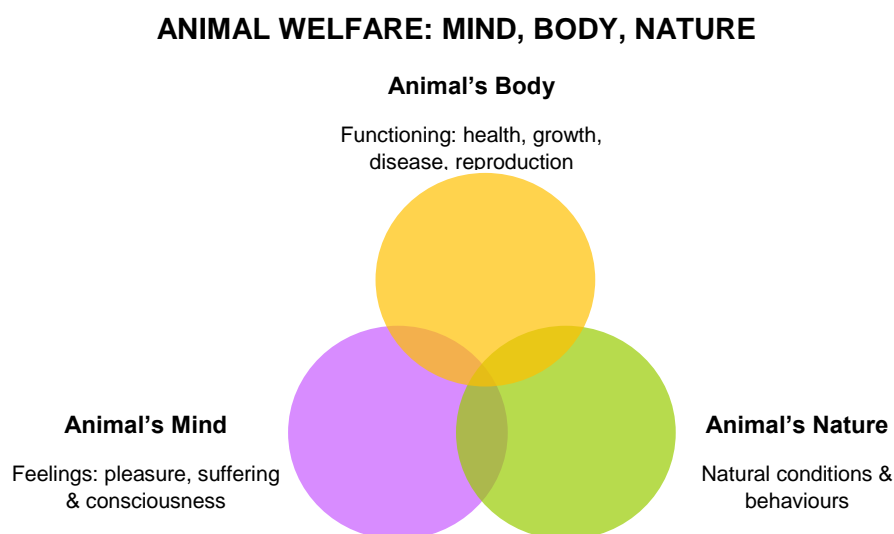 ANIMAL WELFARE: MIND, BODY, NATURE
Animal's Body
Functioning: health, growth,
disease, reproduction
Animal's Mind
Feelings: pleasure, suffering
& consciousness
Animal's Nature
Natural conditions &
behaviours